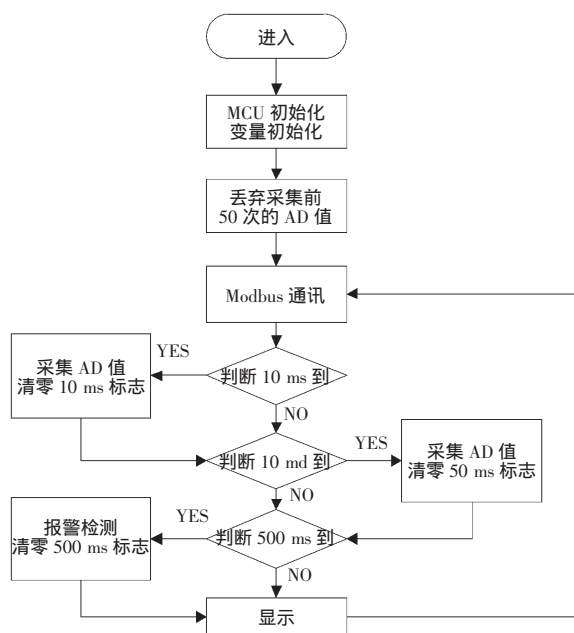 进入
MCU 初始化
变量初始化
丢弃采集前
50 次的 AD 值
Modbus 通讯
YES
采集 AD 值
清零 10 ms 标志
判断 10 ms 到
NO
判断 10 md 到
YES
采集 AD 值
清零 50 ms 标志
NO
报警检测
清零 500 ms 标志
YES
判断 500 ms 到
NO
显示